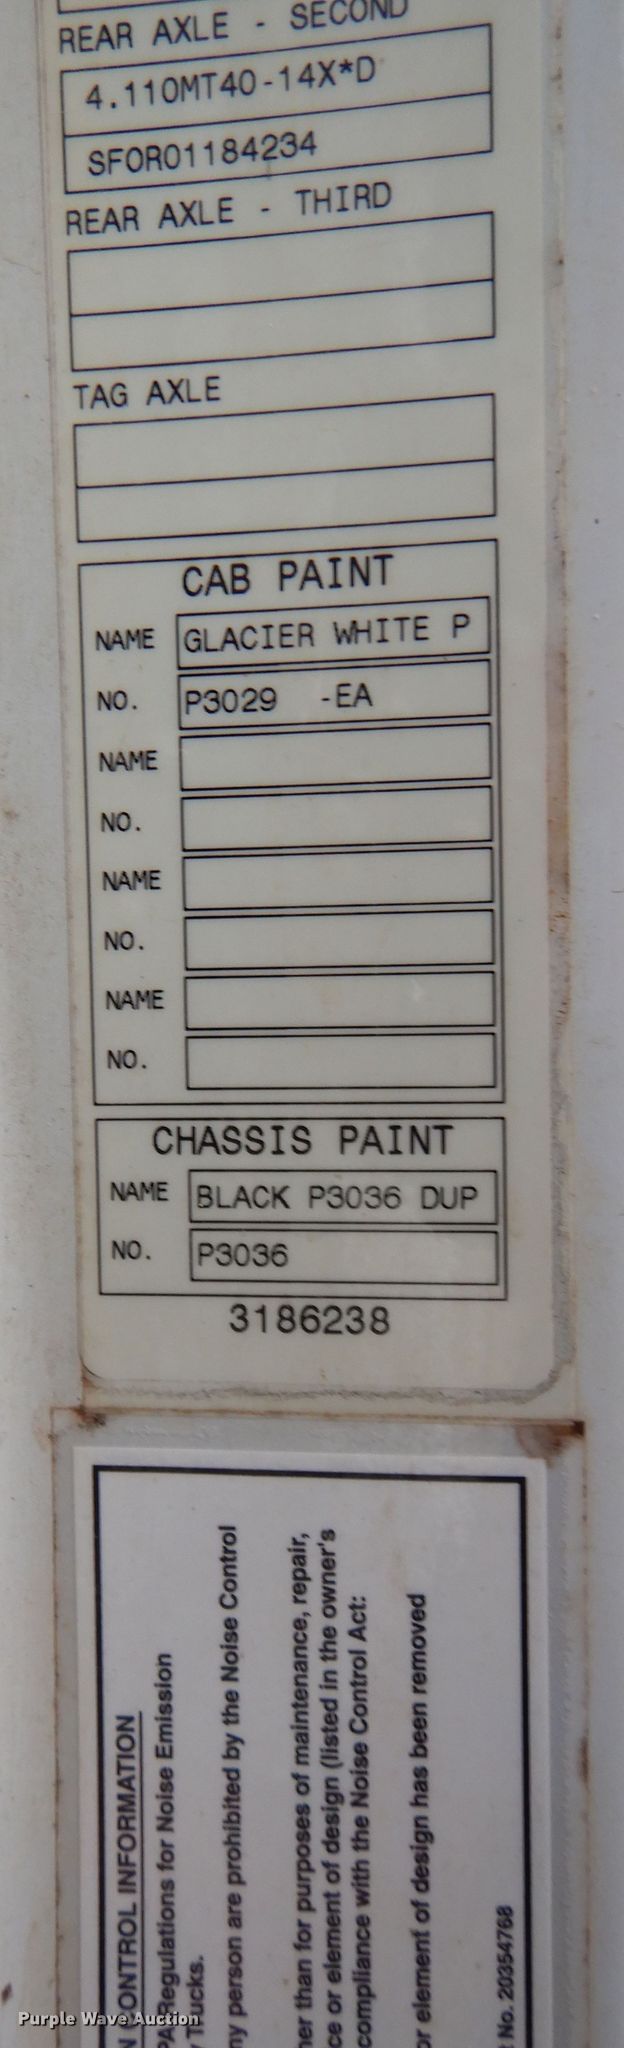 REAR AXLE - SECOND
4.110MT40-14X*D
SFOR01184234
REAR AXLE - THIRD
TAG AXLE
CAB PAINT
NAME GLACIER WHITE P
NO. P3029 -EA
NAME
NO.
NAME
NO.
NAME
NO.
CHASSIS PAINT
NAME BLACK P3036 DUP
NO. P3036
3186238
CONTROL INFORMATION
Regulations for Noise Emission
Trucks.
person are prohibited by the Noise Control
than for purposes of maintenance, repair,
or element of design (listed in the owner's
compliance with the Noise Control Act:
or element of design has been removed
No. 20354768
Purple Wave Auction